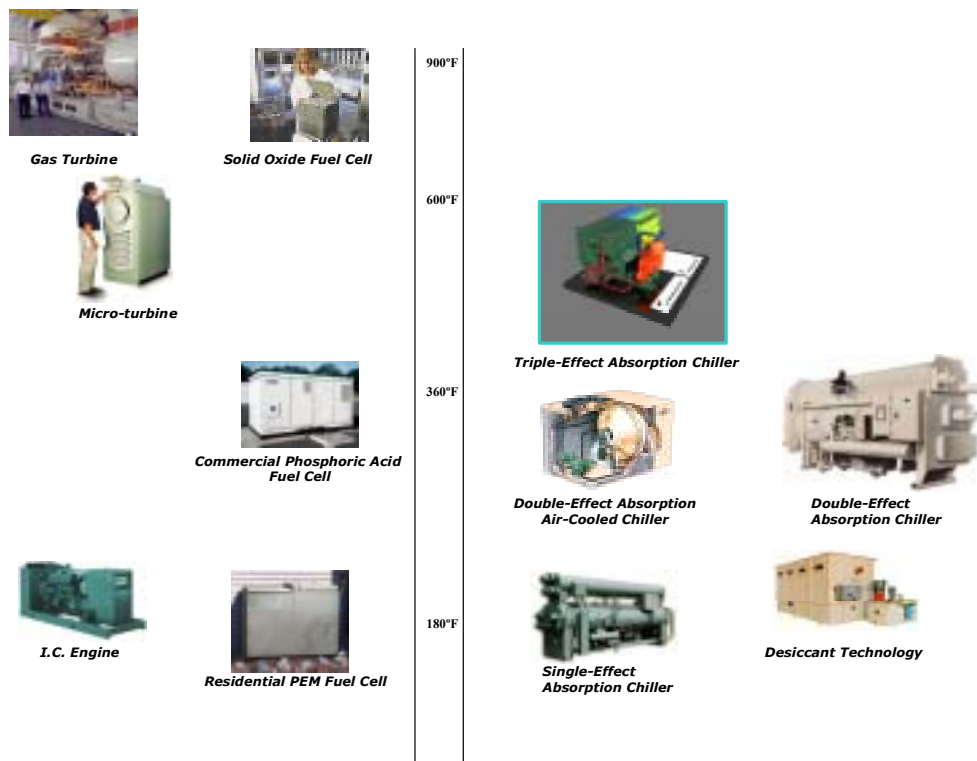 900°F
Gas Turbine
Solid Oxide Fuel Cell
600°F
Micro-turbine
Triple-Effect Absorption Chiller
360°F
Commercial Phosphoric Acid
Fuel Cell
Double-Effect Absorption
Air-Cooled Chiller
Double-Effect
Absorption Chiller
180°F
I.C. Engine
Residential PEM Fuel Cell
Single-Effect
Absorption Chiller
Desiccant Technology